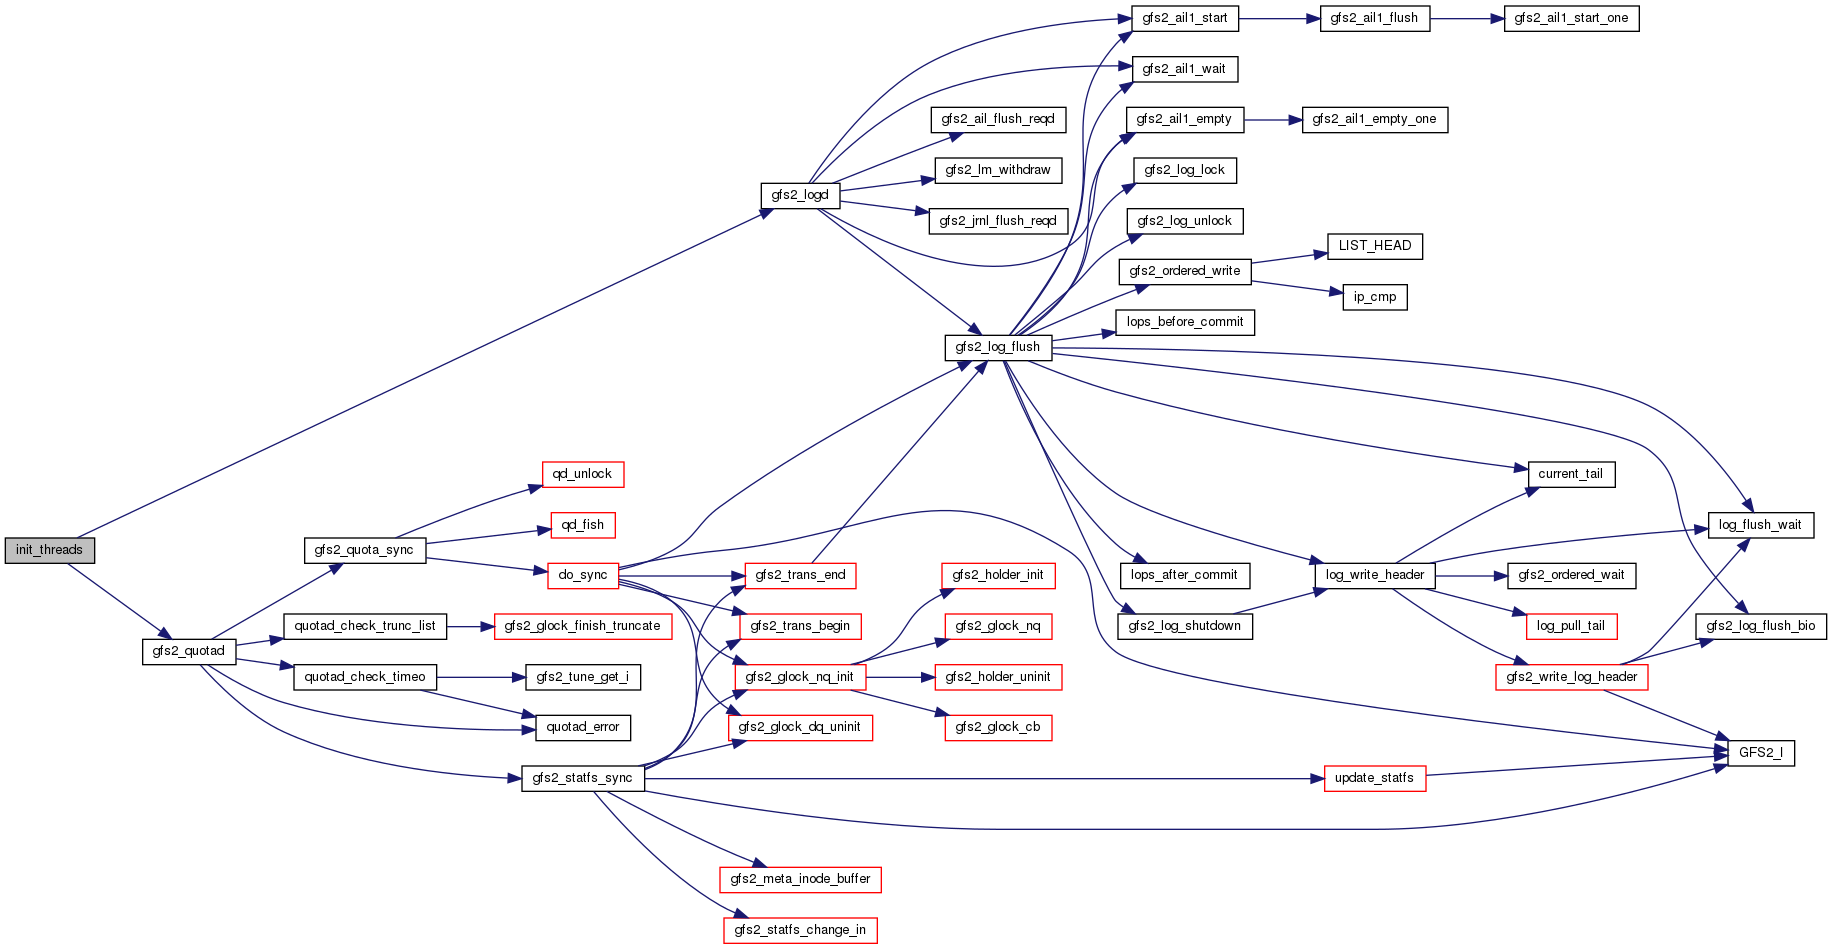 gfs2_ail1_start
gfs2_ail1_flush
gfs2_ail1_start_one
gfs2_ail1_wait
gfs2_ail_flush_reqd
gfs2_ail1_empty
gfs2_ail1_empty_one
gfs2_lm_withdraw
gfs2_log_lock
gfs2_logd
gfs2_jrnl_flush_reqd
gfs2_log_unlock
LIST_HEAD
gfs2_ordered_write
ip_cmp
lops_before_commit
gfs2_log_flush
qd_unlock
current_tail
qd_fish
log_flush_wait
init_threads
gfs2_quota_sync
do_sync
gfs2_trans_end
gfs2_holder_init
lops_after_commit
log_write_header
gfs2_ordered_wait
quotad_check_trunc_list
gfs2_glock_finish_truncate
gfs2_trans_begin
gfs2_glock_nq
gfs2_log_shutdown
log_pull_tail
gfs2_log_flush_bio
gfs2_quotad
quotad_check_timeo
gfs2_tune_get_i
gfs2_glock_nq_init
gfs2_holder_uninit
gfs2_write_log_header
quotad_error
gfs2_glock_dq_uninit
gfs2_glock_cb
GFS2_I
gfs2_statfs_sync
update_statfs
gfs2_meta_inode_buffer
gfs2_statfs_change_in